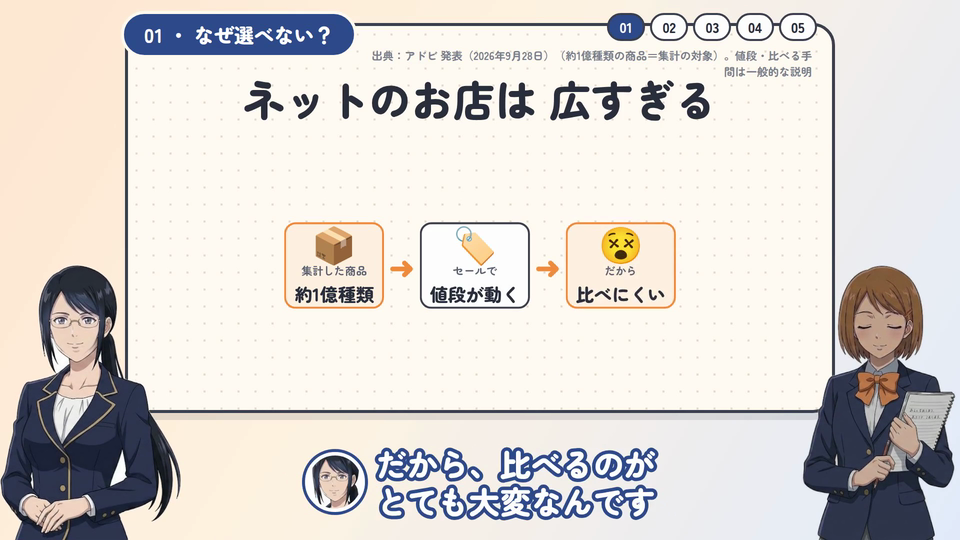 01 ・ なぜ選べない？
01 02 03 04 05
出典：アドビ 発表（2026年9月28日）（約1億種類の商品＝集計の対象）。値段・比べる手
間は一般的な説明
ネットのお店は 広すぎる
集計した商品
約1億種類
セールで
値段が動く
だから
比べにくい
だから、比べるのが
とても大変なんです